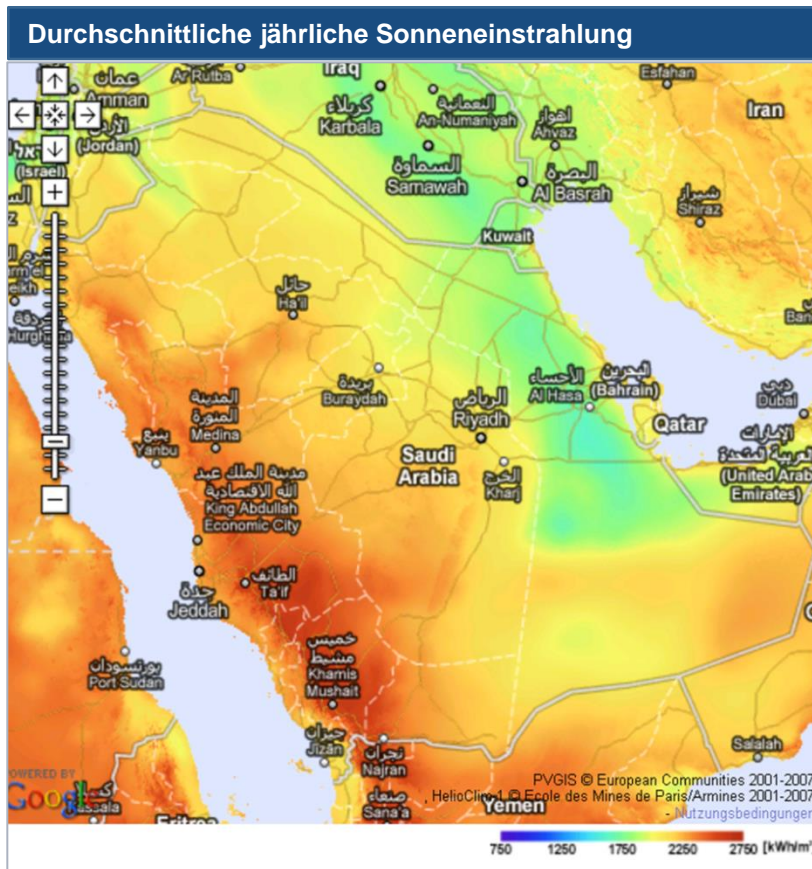 Durchschnittliche jährliche Sonneneinstrahlung
عمان
Amman
Ar Rutba
Iraq
كربلاء
Karbala
النعمانية
An-Numaniyah
Esfahan
Iran
الأردن
(Jordan)
(Israel)
السماوة
Samawah
اهواز
Ahvaz
البصرة
Al Basrah
شيراز
Shiraz
Kuwait
حائل
Ha'il
بريدة
Buraydah
المدينة
المنورة
Medina
ينبع
Yanbu
الرياض
Riyadh
الأحساء
Al Hasa
البحرين
(Bahrain)
Qatar
دبي
Dubai
الإمارات
العربية المتحدة
(United Arab
Emirates)
Saudi
Arabia
الخرج
Kharj
مدينة الملك عبد
الله الاقتصادية
King Abdullah
Economic City
جدة
Jeddah
الطائف
Ta'if
خميس
مشيط
Khamis
Mushait
بورتسودان
Port Sudan
جيزان
Jizan
نجران
Najran
صنعاء
Sana'a
Salalah
Yemen
Eritrea
POWERED BY
Google
PVGIS © European Communities 2001-2007
, HelioClim-1 © Ecole des Mines de Paris/Armines 2001-2007
- Nutzungsbedingungen
750 1250 1750 2250 2750 [kWh/m²]